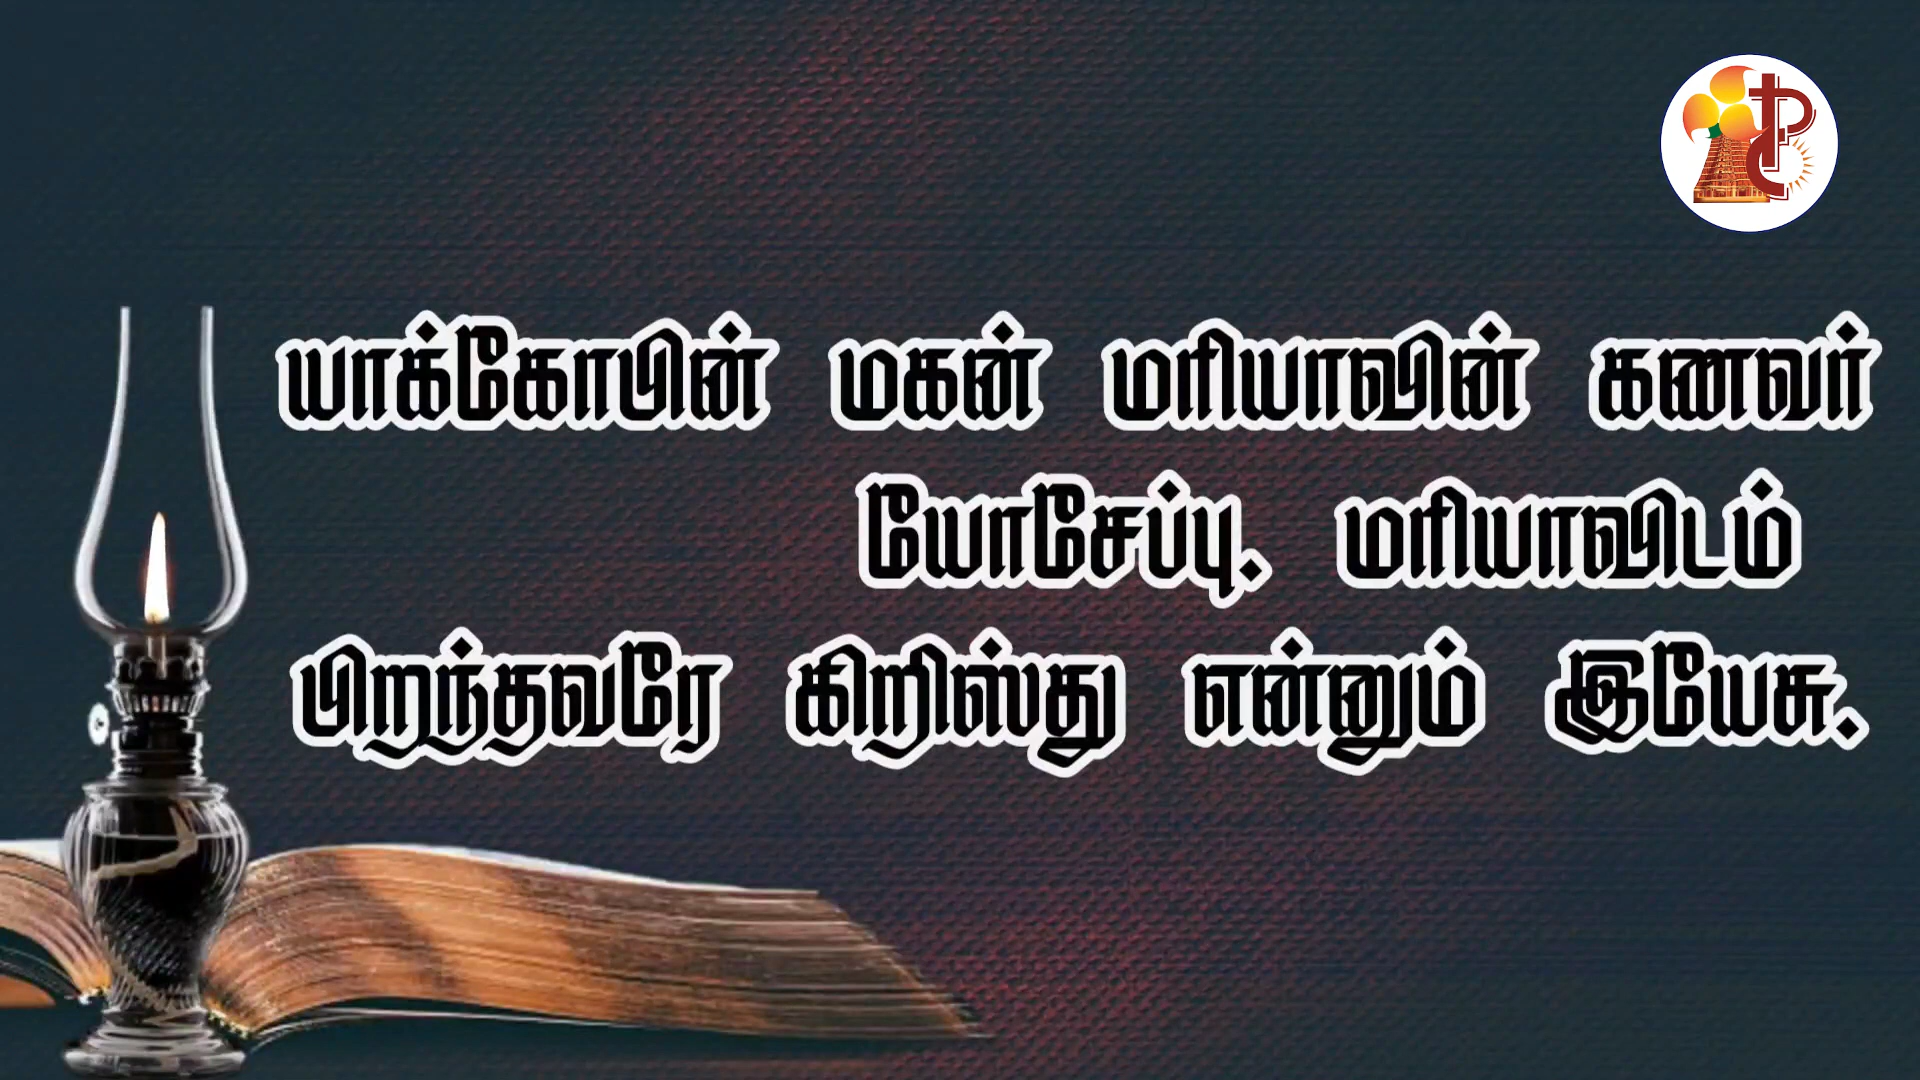 யாக்கோபின் மகன் மரியாவின் கணவர்
யோசேப்பு. மரியாவிடம்
பிறந்தவரே கிறிஸ்து என்னும் இயேசு.